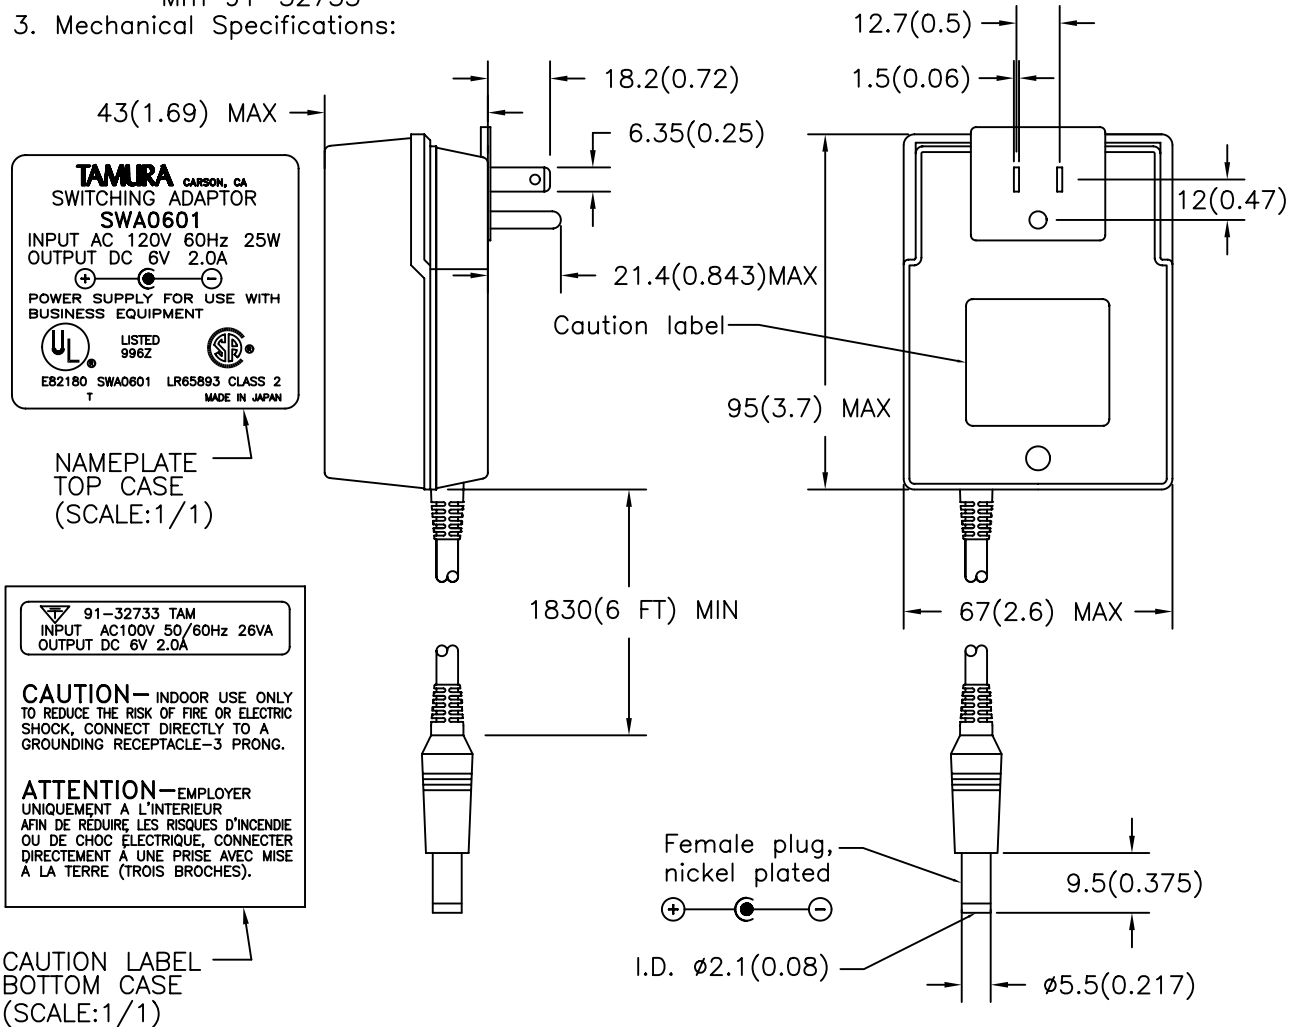 3. Mechanical Specifications:
12.7(0.5)
18.2(0.72)
1.5(0.06)
43(1.69) MAX
6.35(0.25)
TAMURA CARSON, CA
SWITCHING ADAPTOR
SWA0601
INPUT AC 120V 60Hz 25W
OUTPUT DC 6V 2.0A
+ −
POWER SUPPLY FOR USE WITH
BUSINESS EQUIPMENT
UL ® LISTED
996Z
SA ®
E82180 SWA0601 LR65893 CLASS 2
T MADE IN JAPAN
12(0.47)
21.4(0.843)MAX
Caution label
95(3.7) MAX
NAMEPLATE
TOP CASE
(SCALE:1/1)
1830(6 FT) MIN
67(2.6) MAX
T 91-32733 TAM
INPUT AC100V 50/60Hz 26VA
OUTPUT DC 6V 2.0A
CAUTION— INDOOR USE ONLY
TO REDUCE THE RISK OF FIRE OR ELECTRIC
SHOCK, CONNECT DIRECTLY TO A
GROUNDING RECEPTACLE-3 PRONG.
ATTENTION—EMPLOYER
UNIQUEMENT A L'INTERIEUR
AFIN DE RÉDUIRE LES RISQUES D'INCENDIE
OU DE CHOC ÉLECTRIQUE, CONNECTER
DIRECTEMENT À UNE PRISE AVEC MISE
À LA TERRE (TROIS BROCHES).
CAUTION LABEL
BOTTOM CASE
(SCALE:1/1)
Female plug,
nickel plated
+ −
9.5(0.375)
I.D. ø2.1(0.08)
ø5.5(0.217)